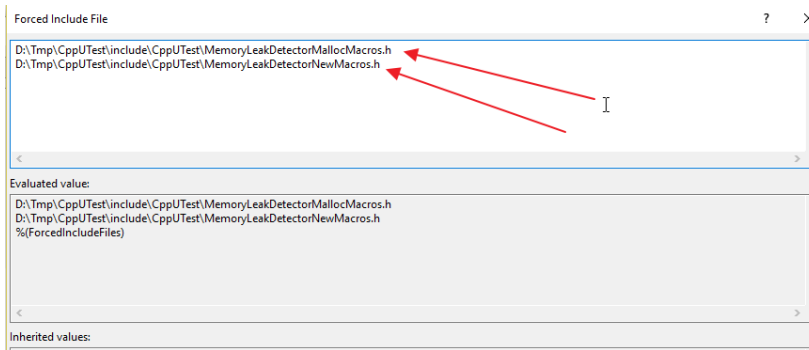 Forced Include File
?
D:\Tmp\CppUTest\include\CppUTest\MemoryLeakDetectorMallocMacros.h
D:\Tmp\CppUTest\include\CppUTest\MemoryLeakDetectorNewMacros.h
Evaluated value:
D:\Tmp\CppUTest\include\CppUTest\MemoryLeakDetectorMallocMacros.h
D:\Tmp\CppUTest\include\CppUTest\MemoryLeakDetectorNewMacros.h
%(ForcedIncludeFiles)
Inherited values: